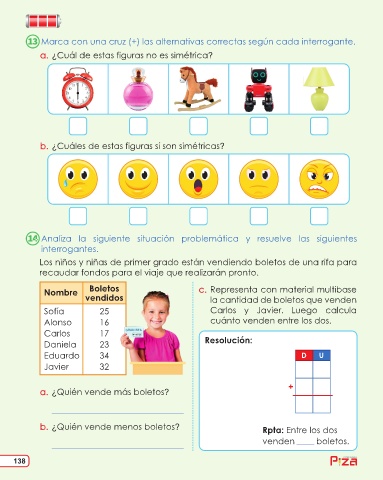 13 Marca con una cruz (+) las alternativas correctas según cada interrogante.
a. ¿Cuál de estas figuras no es simétrica?
b. ¿Cuáles de estas figuras si son simétricas?
14 Analiza la siguiente situación problemática y resuelve las siguientes
interrogantes.
Los niños y niñas de primer grado están vendiendo boletos de una rifa para
recaudar fondos para el viaje que realizarán pronto.
Nombre Boletos vendidos
Sofía 25
Alonso 16
Carlos 17
Daniela 23
Eduardo 34
Javier 32
a. ¿Quién vende más boletos?
b. ¿Quién vende menos boletos?
c. Representa con material multibase
la cantidad de boletos que venden
Carlos y Javier. Luego calcula
cuánto venden entre los dos.
Resolución:
D U
+
Rpta: Entre los dos
venden ____ boletos.
138